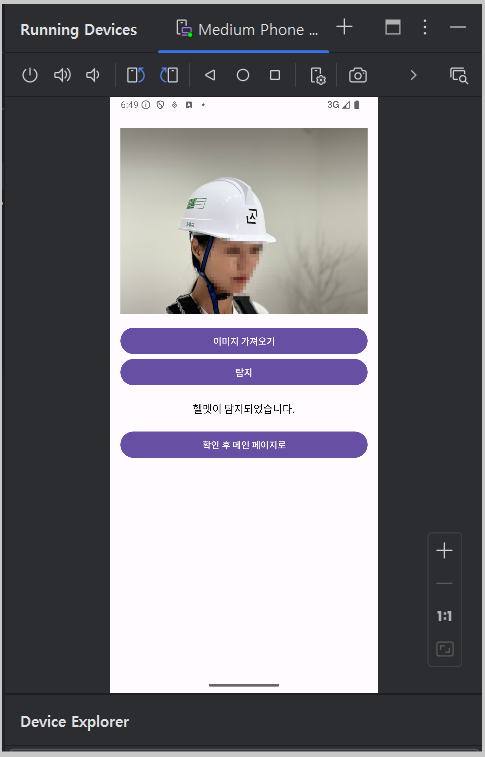 Running Devices
Medium Phone ...
6:49
3G
이미지 가져오기
탐지
헬멧이 탐지되었습니다.
확인 후 메인 페이지로
1:1
Device Explorer